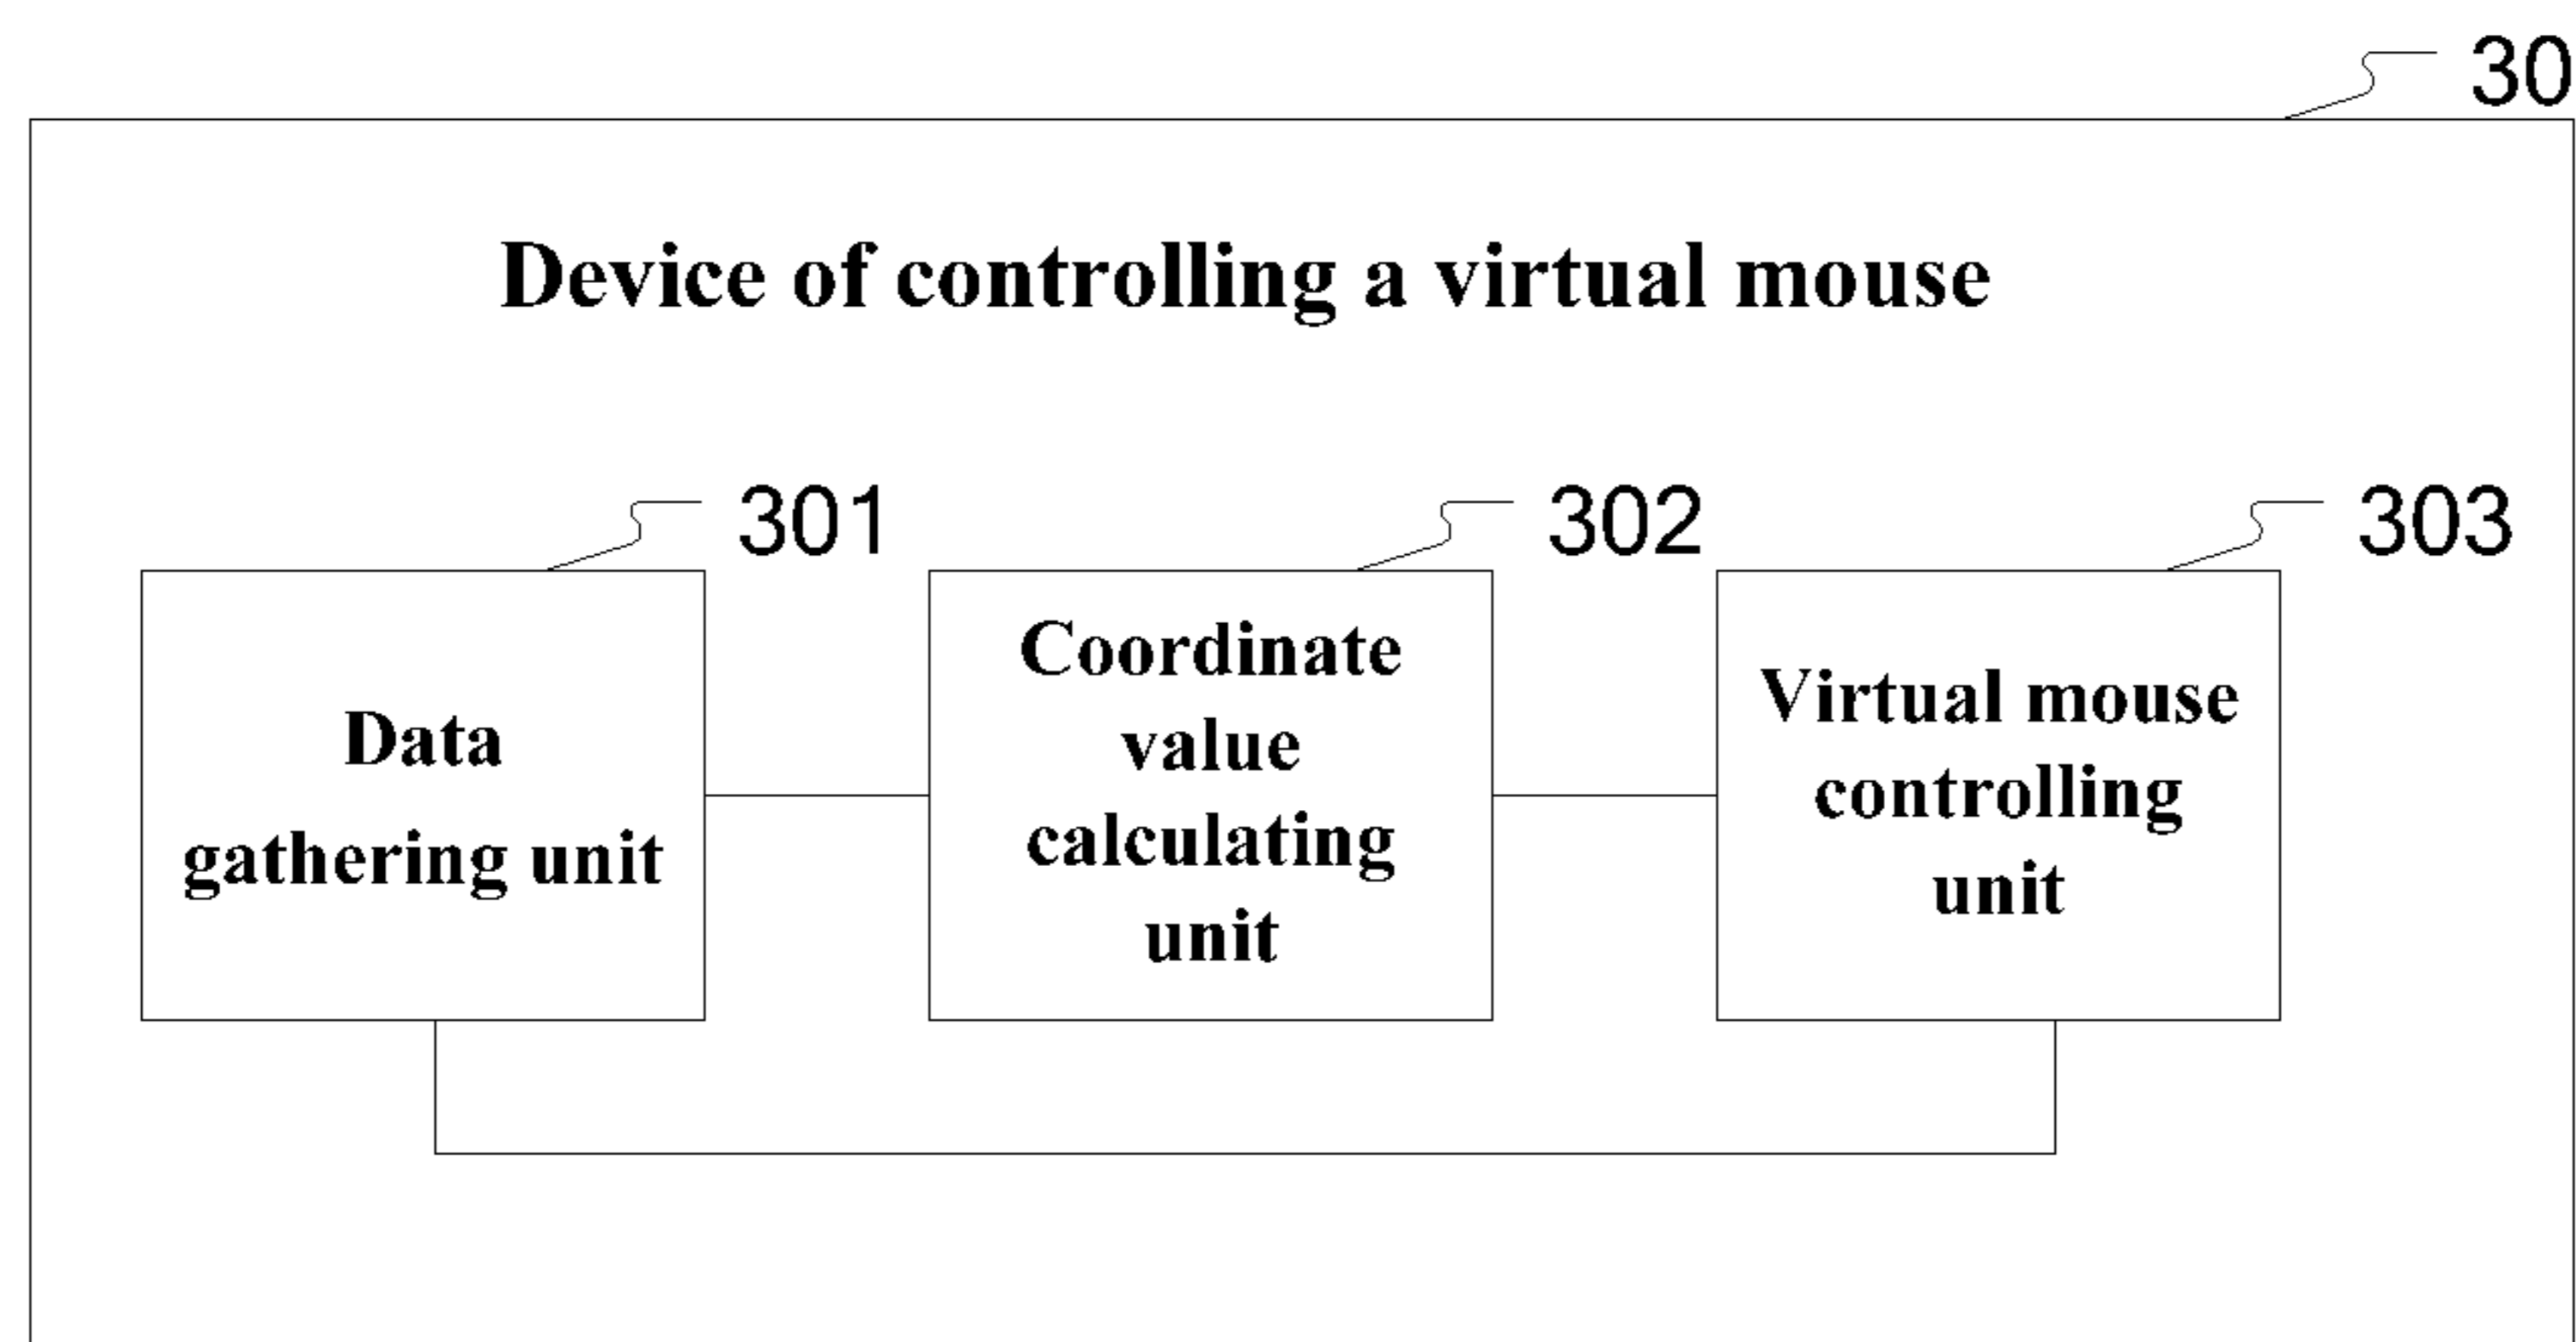 30
Device of controlling a virtual mouse
301
302
303
Data
gathering unit
Coordinate
value
calculating
unit
Virtual mouse
controlling
unit